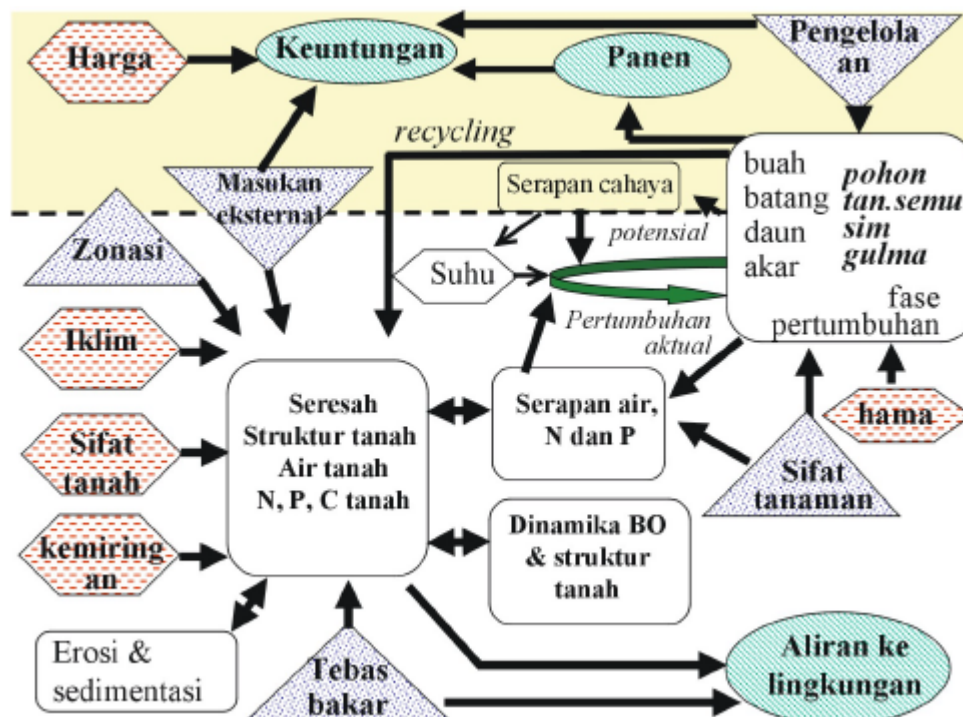 Harga
Keuntungan
Panen
Pengelola
an
recycling
Masukan
eksternal
Serapan cahaya
buah
batang
daun
akar
pohon
tan.semu
sim
gulma
fase
pertumbuhan
Zonasi
potensial
Suhu
Pertumbuhan
aktual
Iklim
Seresah
Struktur tanah
Air tanah
N, P, C tanah
Serapan air,
N dan P
hama
Sifat
tanah
Sifat
tanaman
kemiring
an
Dinamika BO
& struktur
tanah
Erosi &
sedimentasi
Tebas
bakar
Aliran ke
lingkungan